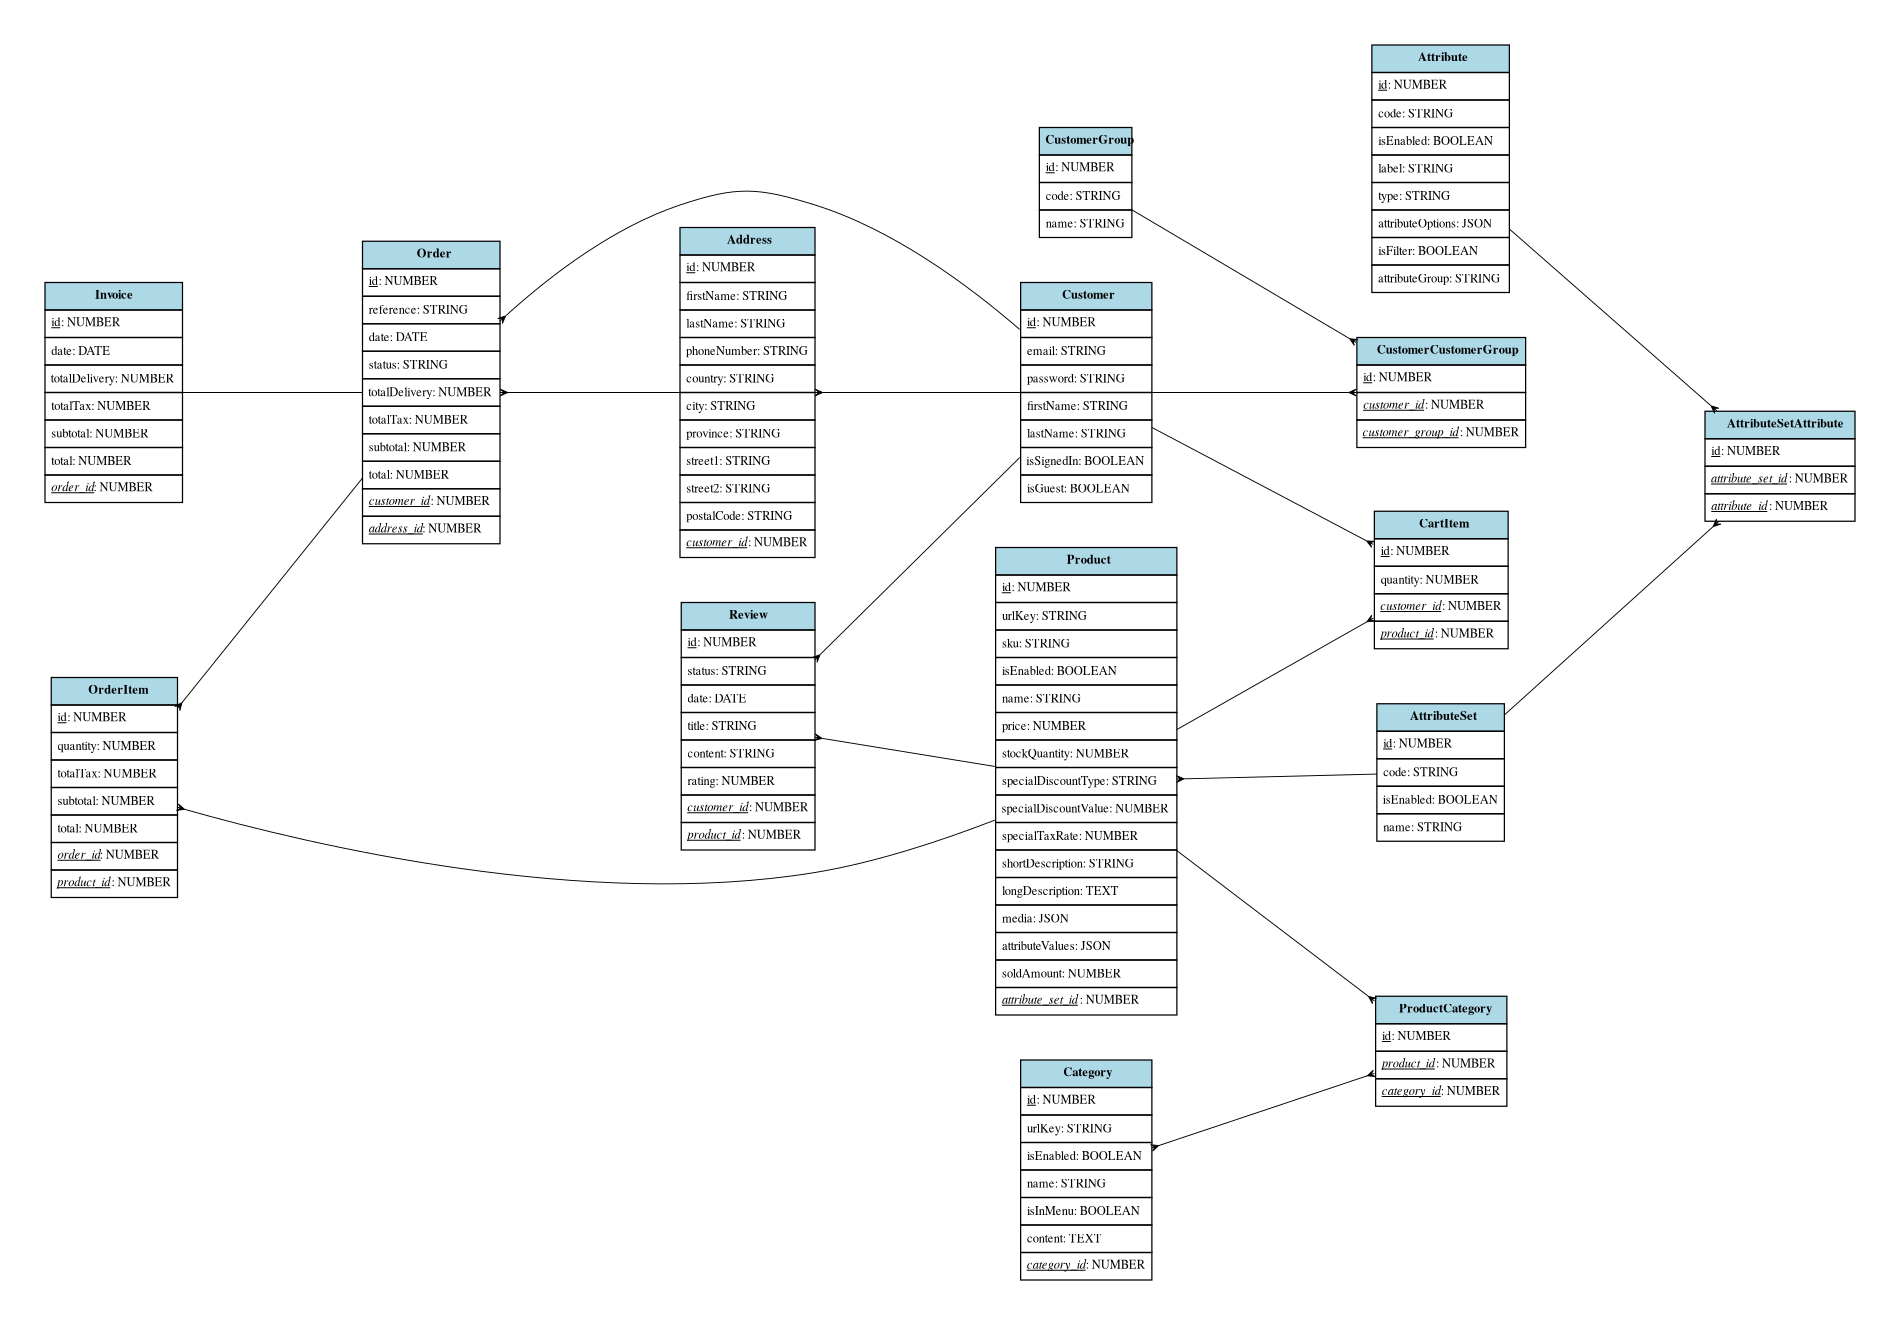 Attribute
id: NUMBER
code: STRING
isEnabled: BOOLEAN
label: STRING
type: STRING
attributeOptions: JSON
isFilter: BOOLEAN
attributeGroup: STRING
CustomerGroup
id: NUMBER
code: STRING
name: STRING
Invoice
id: NUMBER
date: DATE
totalDelivery: NUMBER
totalTax: NUMBER
subtotal: NUMBER
total: NUMBER
order_id: NUMBER
Order
id: NUMBER
reference: STRING
date: DATE
status: STRING
totalDelivery: NUMBER
totalTax: NUMBER
subtotal: NUMBER
total: NUMBER
customer_id: NUMBER
address_id: NUMBER
Address
id: NUMBER
firstName: STRING
lastName: STRING
phoneNumber: STRING
country: STRING
city: STRING
province: STRING
street1: STRING
street2: STRING
postalCode: STRING
customer_id: NUMBER
Customer
id: NUMBER
email: STRING
password: STRING
firstName: STRING
lastName: STRING
isSignedIn: BOOLEAN
isGuest: BOOLEAN
CustomerCustomerGroup
id: NUMBER
customer_id: NUMBER
customer_group_id: NUMBER
AttributeSetAttribute
id: NUMBER
attribute_set_id: NUMBER
attribute_id: NUMBER
OrderItem
id: NUMBER
quantity: NUMBER
totalTax: NUMBER
subtotal: NUMBER
total: NUMBER
order_id: NUMBER
product_id: NUMBER
Review
id: NUMBER
status: STRING
date: DATE
title: STRING
content: STRING
rating: NUMBER
customer_id: NUMBER
product_id: NUMBER
Product
id: NUMBER
urlKey: STRING
sku: STRING
isEnabled: BOOLEAN
name: STRING
price: NUMBER
stockQuantity: NUMBER
specialDiscountType: STRING
specialDiscountValue: NUMBER
specialTaxRate: NUMBER
shortDescription: STRING
longDescription: TEXT
media: JSON
attributeValues: JSON
soldAmount: NUMBER
attribute_set_id: NUMBER
CartItem
id: NUMBER
quantity: NUMBER
customer_id: NUMBER
product_id: NUMBER
AttributeSet
id: NUMBER
code: STRING
isEnabled: BOOLEAN
name: STRING
ProductCategory
id: NUMBER
product_id: NUMBER
category_id: NUMBER
Category
id: NUMBER
urlKey: STRING
isEnabled: BOOLEAN
name: STRING
isInMenu: BOOLEAN
content: TEXT
category_id: NUMBER